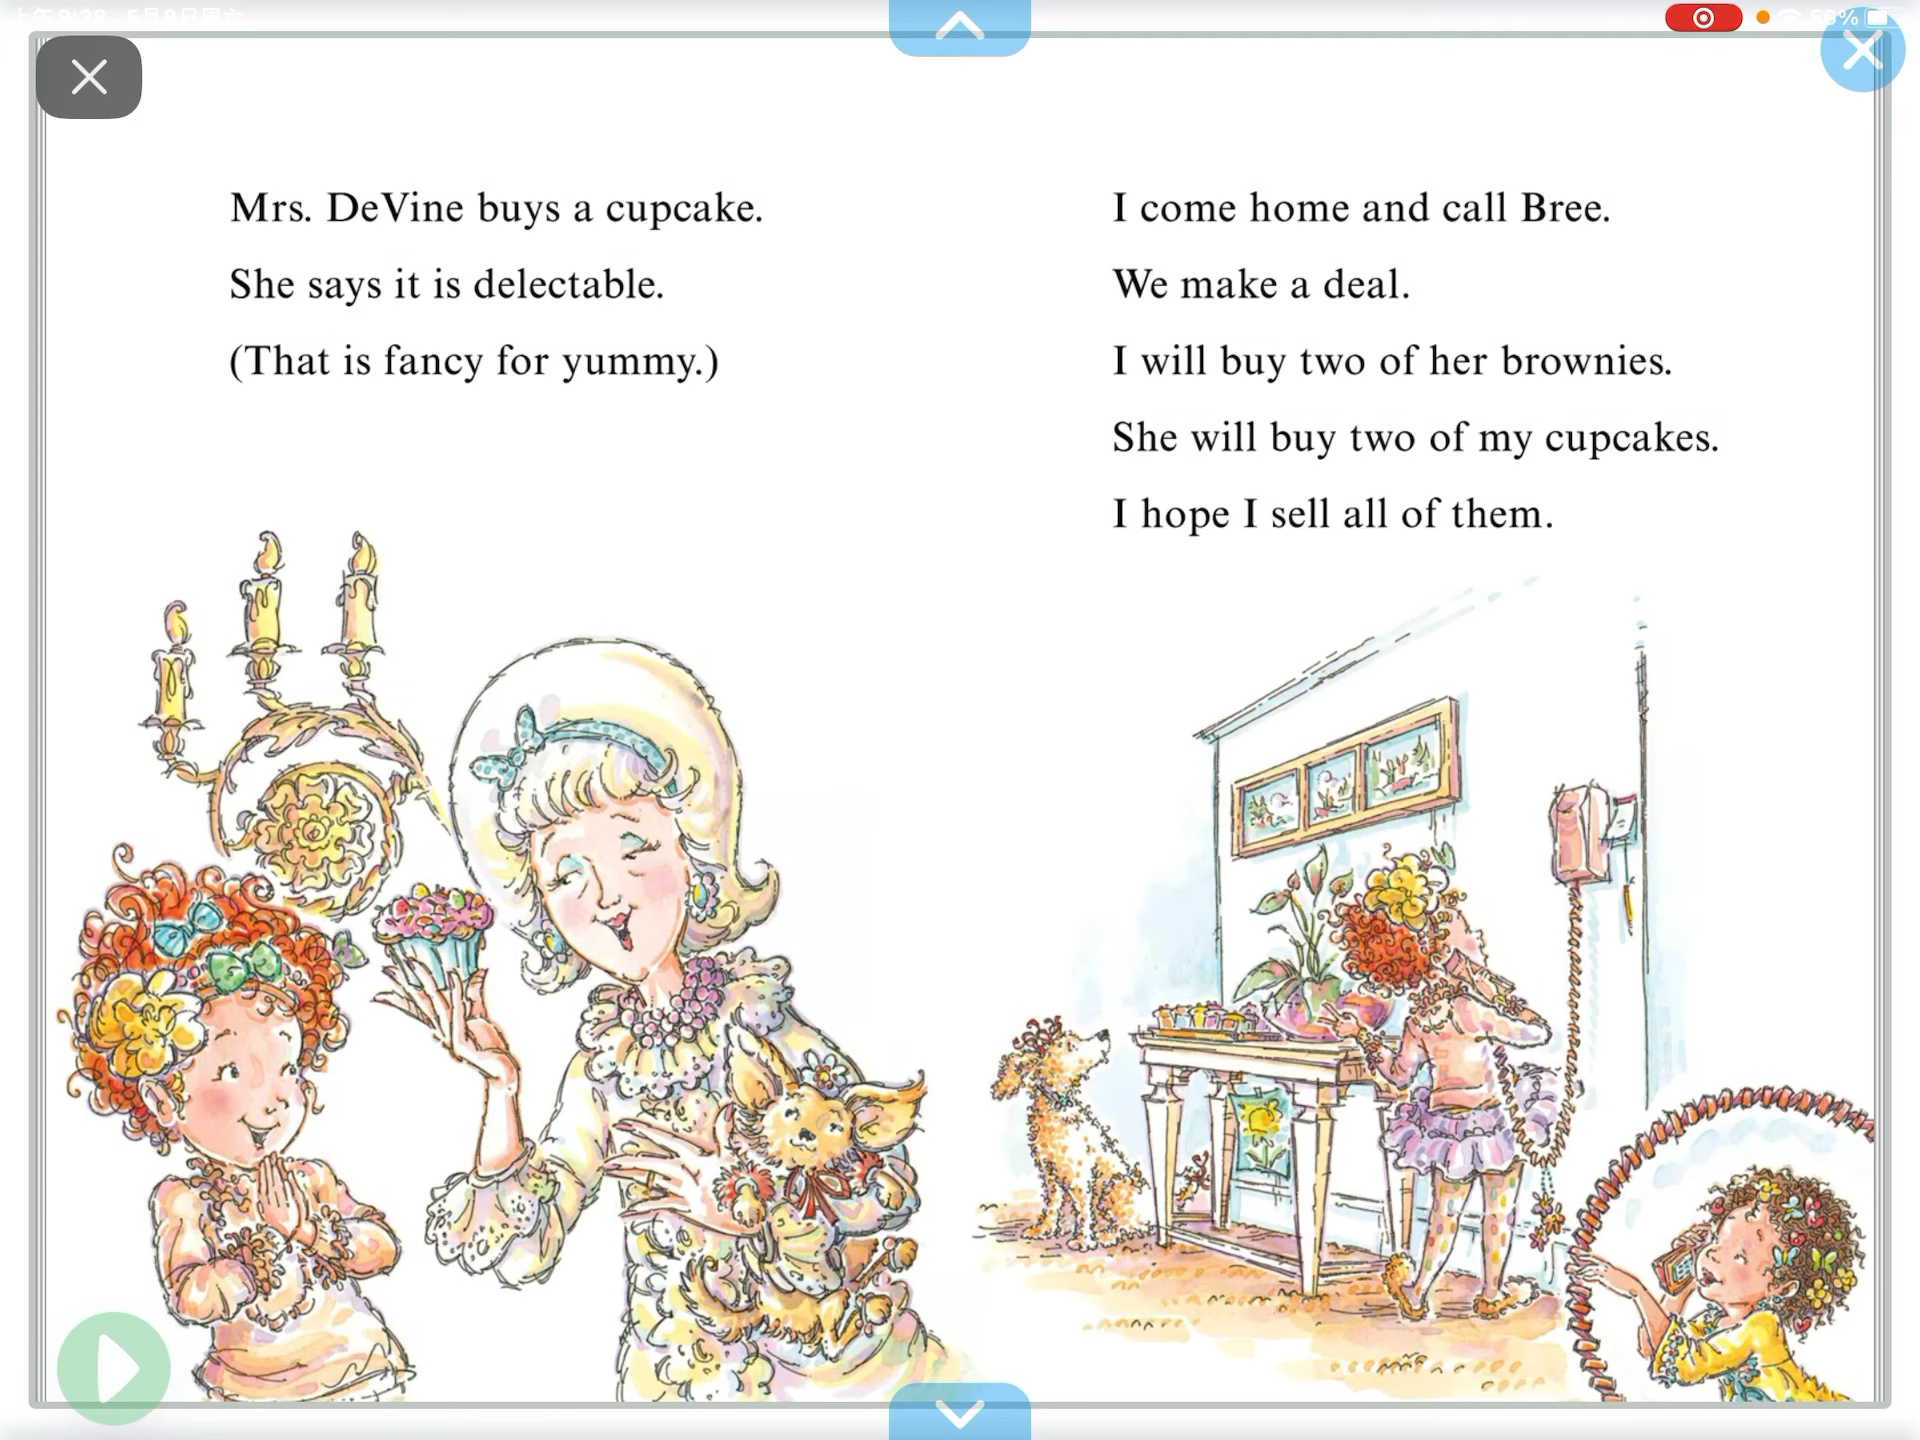 Mrs. DeVine buys a cupcake.
She says it is delectable.
(That is fancy for yummy.)
I come home and call Bree.
We make a deal.
I will buy two of her brownies.
She will buy two of my cupcakes.
I hope I sell all of them.